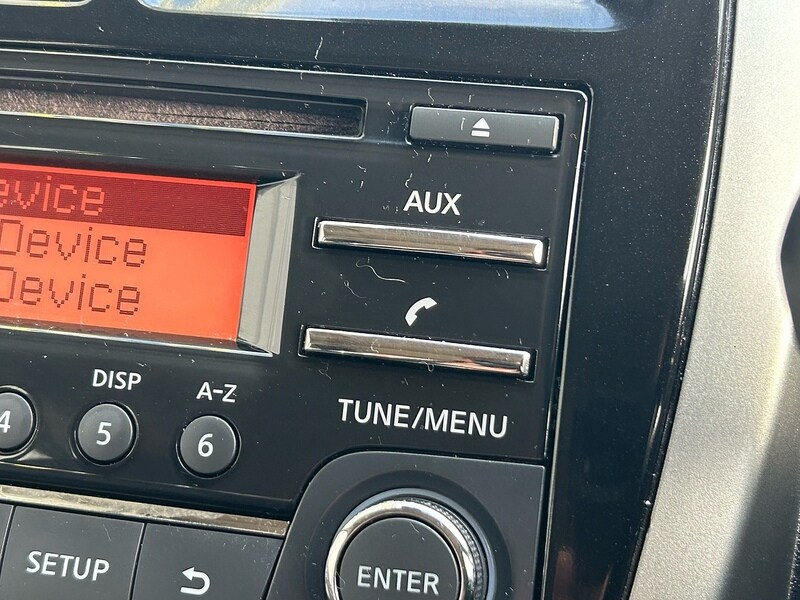 AUX
evice
Device
Device
DISP
A-Z
4
5
6
TUNE/MENU
SETUP
ENTER